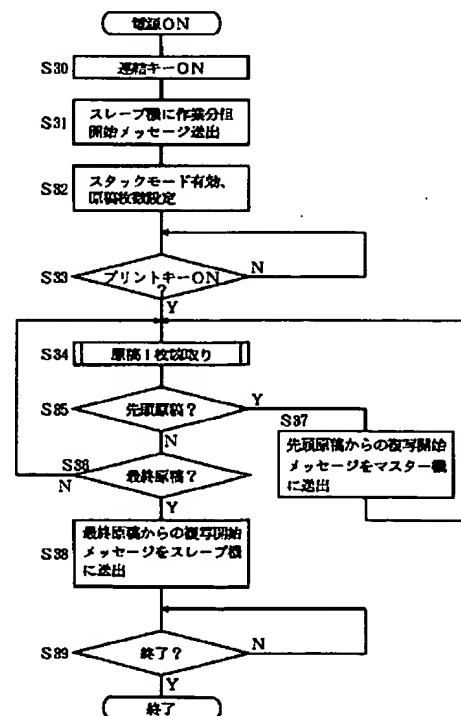 電源ON
S30
連結キーON
S31
スレーブ機に作業分担
開始メッセージ送出
S32
スタックモード有効、
原稿枚数設定
S33
プリントキーON
?
N
Y
S34
原稿1枚読取り
S35
先頭原稿?
Y
N
S37
先頭原稿からの複写開始
メッセージをマスター機
に送出
S36
最終原稿?
N
Y
S38
最終原稿からの複写開始
メッセージをスレーブ機
に送出
S39
終了?
N
Y
終了